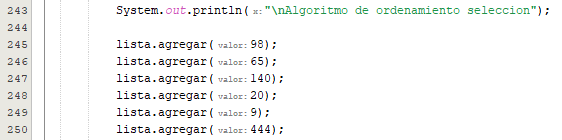 243 System.out.println( x: "\nAlgoritmo de ordenamiento seleccion");
244
245 lista.agregar( valor: 98);
246 lista.agregar( valor: 65);
247 lista.agregar( valor: 140);
248 lista.agregar( valor: 20);
249 lista.agregar( valor: 9);
250 lista.agregar( valor: 444);